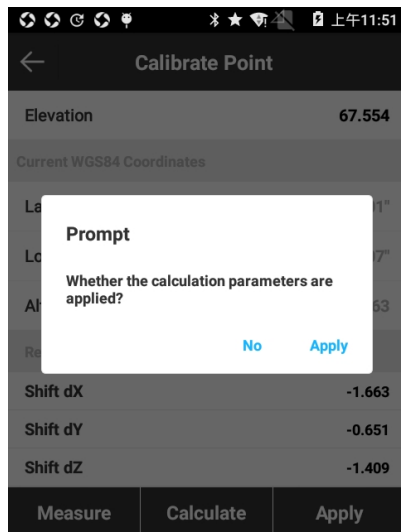 上午11:51
Calibrate Point
Elevation 67.554
Current WGS84 Coordinates
Prompt
Whether the calculation parameters are
applied?
No Apply
Shift dX -1.663
Shift dY -0.651
Shift dZ -1.409
Measure Calculate Apply